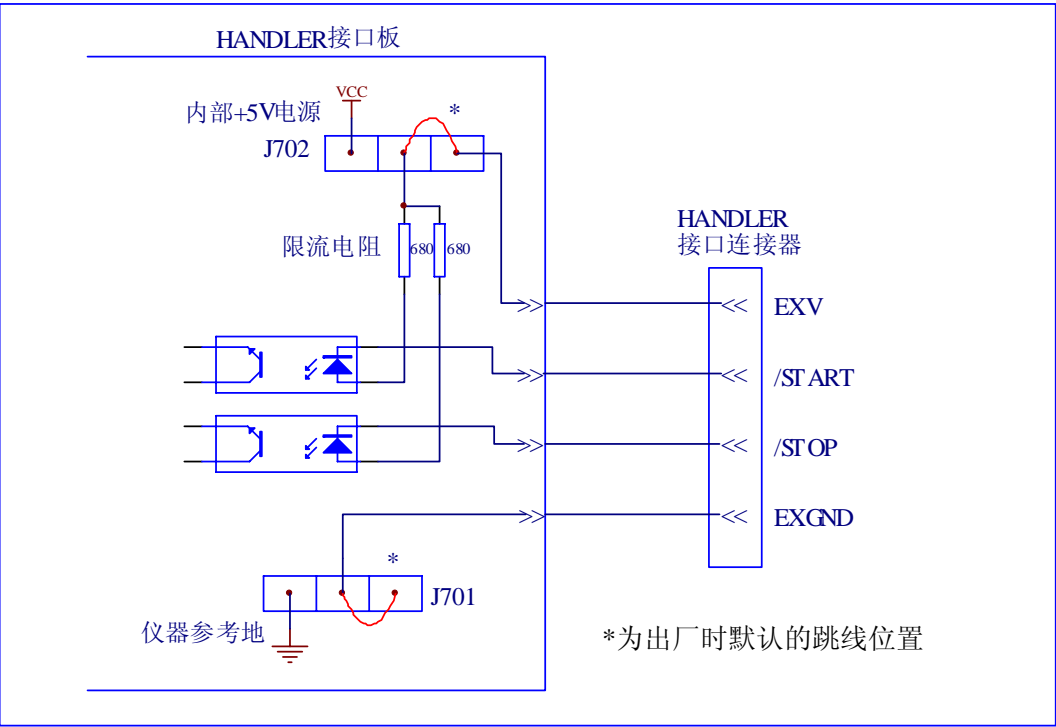 HANDLER接口板
VCC
内部+5V电源
*
J702
限流电阻
680
680
HANDLER
接口连接器
EXV
/START
/STOP
EXGND
*
J701
仪器参考地
*为出厂时默认的跳线位置